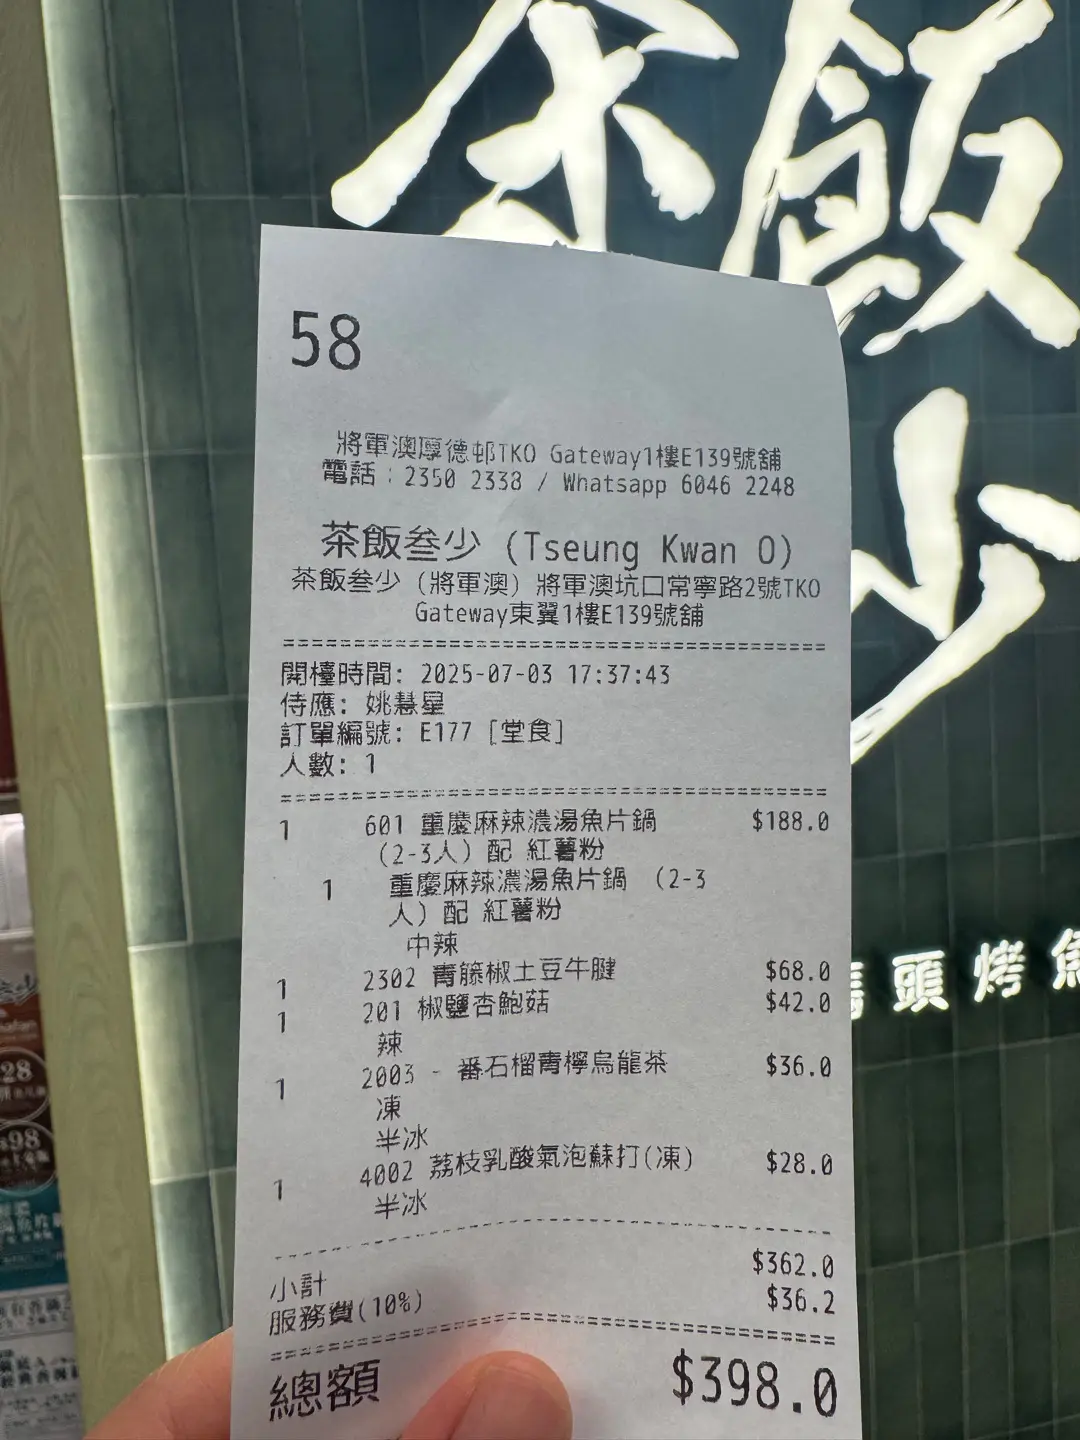 茶飯
少
58
將軍澳厚德邨TKO Gateway1樓E139號舖
電話：2350 2338 / Whatsapp 6046 2248
茶飯叁少 (Tseung Kwan O)
茶飯叁少 (將軍澳) 將軍澳坑口常寧路2號TKO
Gateway東翼1樓E139號舖
開檯時間: 2025-07-03 17:37:43
侍應: 姚慧星
訂單編號: E177 [堂食]
人數: 1
1 601 重慶麻辣濃湯魚片鍋 $188.0
(2-3人) 配 紅薯粉
1 重慶麻辣濃湯魚片鍋 (2-3
人) 配 紅薯粉
中辣
1 2302 青籐椒土豆牛腱 $68.0
1 201 椒鹽杏鮑菇 $42.0
辣
1 2003 - 番石榴青檸烏龍茶 $36.0
凍
半冰
1 4002 荔枝乳酸氣泡蘇打(凍) $28.0
半冰
小計 $362.0
服務費(10%) $36.2
總額 $398.0
頭烤魚
28
$98